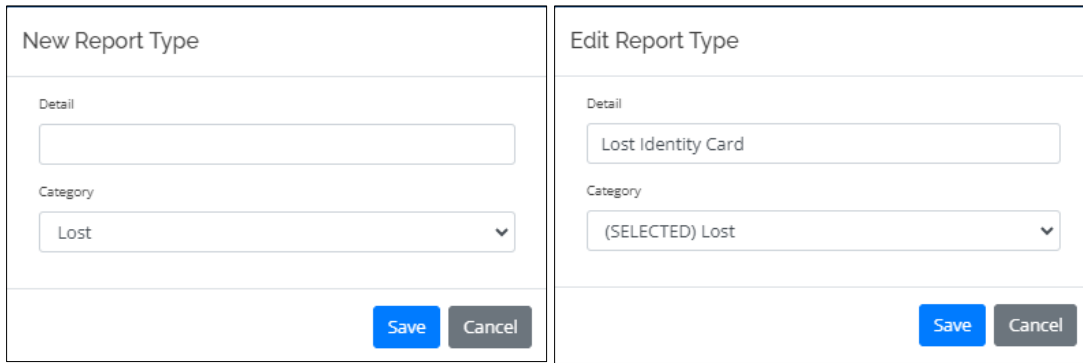 New Report Type
Detail
Category
Lost
Save
Cancel
Edit Report Type
Detail
Lost Identity Card
Category
(SELECTED) Lost
Save
Cancel